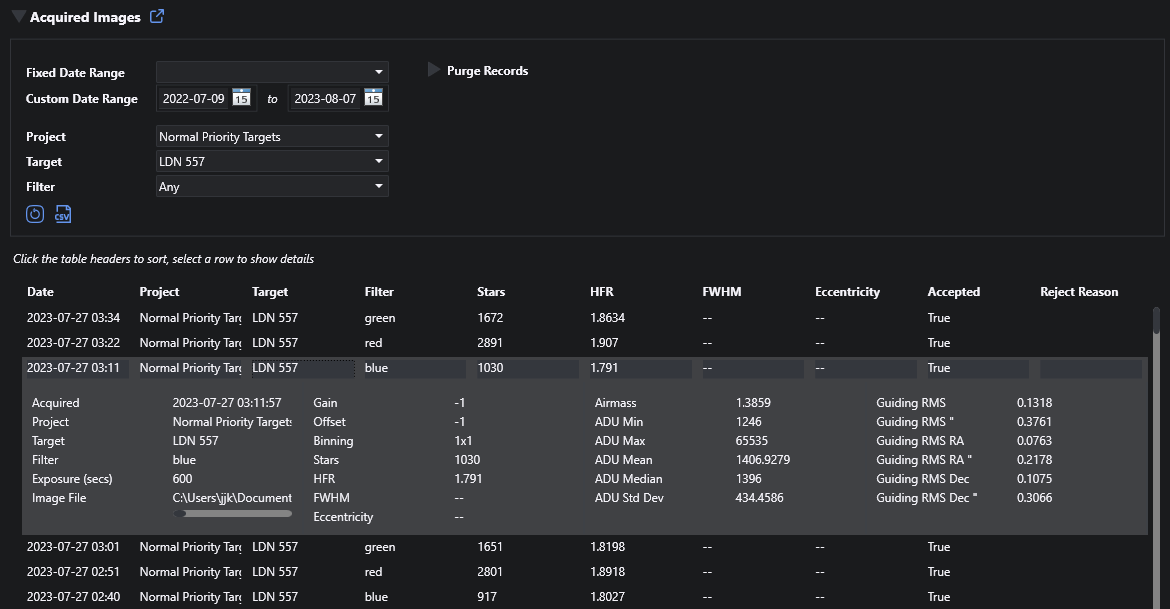 Acquired Images
Fixed Date Range
Purge Records
Custom Date Range 2022-07-09 15 to 2023-08-07 15
Project Normal Priority Targets
Target LDN 557
Filter Any
CSV
Click the table headers to sort, select a row to show details
Date Project Target Filter Stars HFR FWHM Eccentricity Accepted Reject Reason
2023-07-27 03:34 Normal Priority Targ LDN 557 green 1672 1.8634 -- -- True
2023-07-27 03:22 Normal Priority Targ LDN 557 red 2891 1.907 -- -- True
2023-07-27 03:11 Normal Priority Targ LDN 557 blue 1030 1.791 -- -- True
Acquired 2023-07-27 03:11:57 Gain -1 Airmass 1.3859 Guiding RMS 0.1318
Project Normal Priority Targets Offset -1 ADU Min 1246 Guiding RMS " 0.3761
Target LDN 557 Binning 1x1 ADU Max 65535 Guiding RMS RA 0.0763
Filter blue Stars 1030 ADU Mean 1406.9279 Guiding RMS RA " 0.2178
Exposure (secs) 600 HFR 1.791 ADU Median 1396 Guiding RMS Dec 0.1075
Image File C:\Users\jjk\Document FWHM -- ADU Std Dev 434.4586 Guiding RMS Dec " 0.3066
Eccentricity --
2023-07-27 03:01 Normal Priority Targ LDN 557 green 1651 1.8198 -- -- True
2023-07-27 02:51 Normal Priority Targ LDN 557 red 2801 1.8918 -- -- True
2023-07-27 02:40 Normal Priority Targ LDN 557 blue 917 1.8027 -- -- True